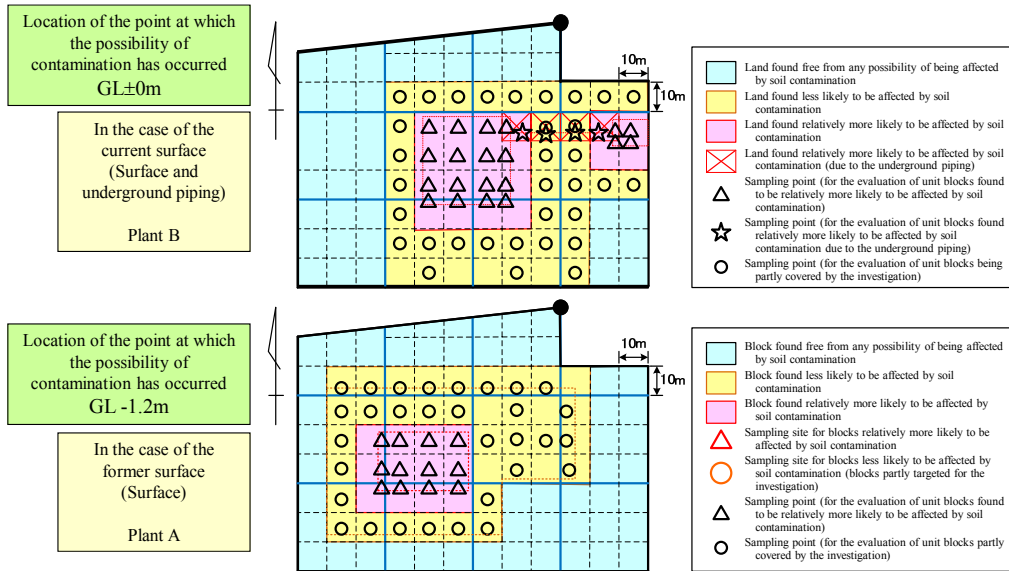 Location of the point at which
the possibility of
contamination has occurred
GL±0m
In the case of the
current surface
(Surface and
underground piping)
Plant B
10m
10m
Land found free from any possibility of being affected
by soil contamination
Land found less likely to be affected by soil
contamination
Land found relatively more likely to be affected by soil
contamination
Land found relatively more likely to be affected by soil
contamination (due to the underground piping)
Sampling point (for the evaluation of unit blocks found
to be relatively more likely to be affected by soil
contamination)
Sampling point (for the evaluation of unit blocks found
relatively more likely to be affected by soil
contamination due to the underground piping)
Sampling point (for the evaluation of unit blocks being
partly covered by the investigation)
Location of the point at which
the possibility of
contamination has occurred
GL -1.2m
In the case of the
former surface
(Surface)
Plant A
10m
10m
Block found free from any possibility of being affected
by soil contamination
Block found less likely to be affected by soil
contamination
Block found relatively more likely to be affected by
soil contamination
Sampling site for blocks relatively more likely to be
affected by soil contamination
Sampling site for blocks less likely to be affected by
soil contamination (blocks partly targeted for the
investigation)
Sampling point (for the evaluation of unit blocks found
to be relatively more likely to be affected by soil
contamination)
Sampling point (for the evaluation of unit blocks partly
covered by the investigation)